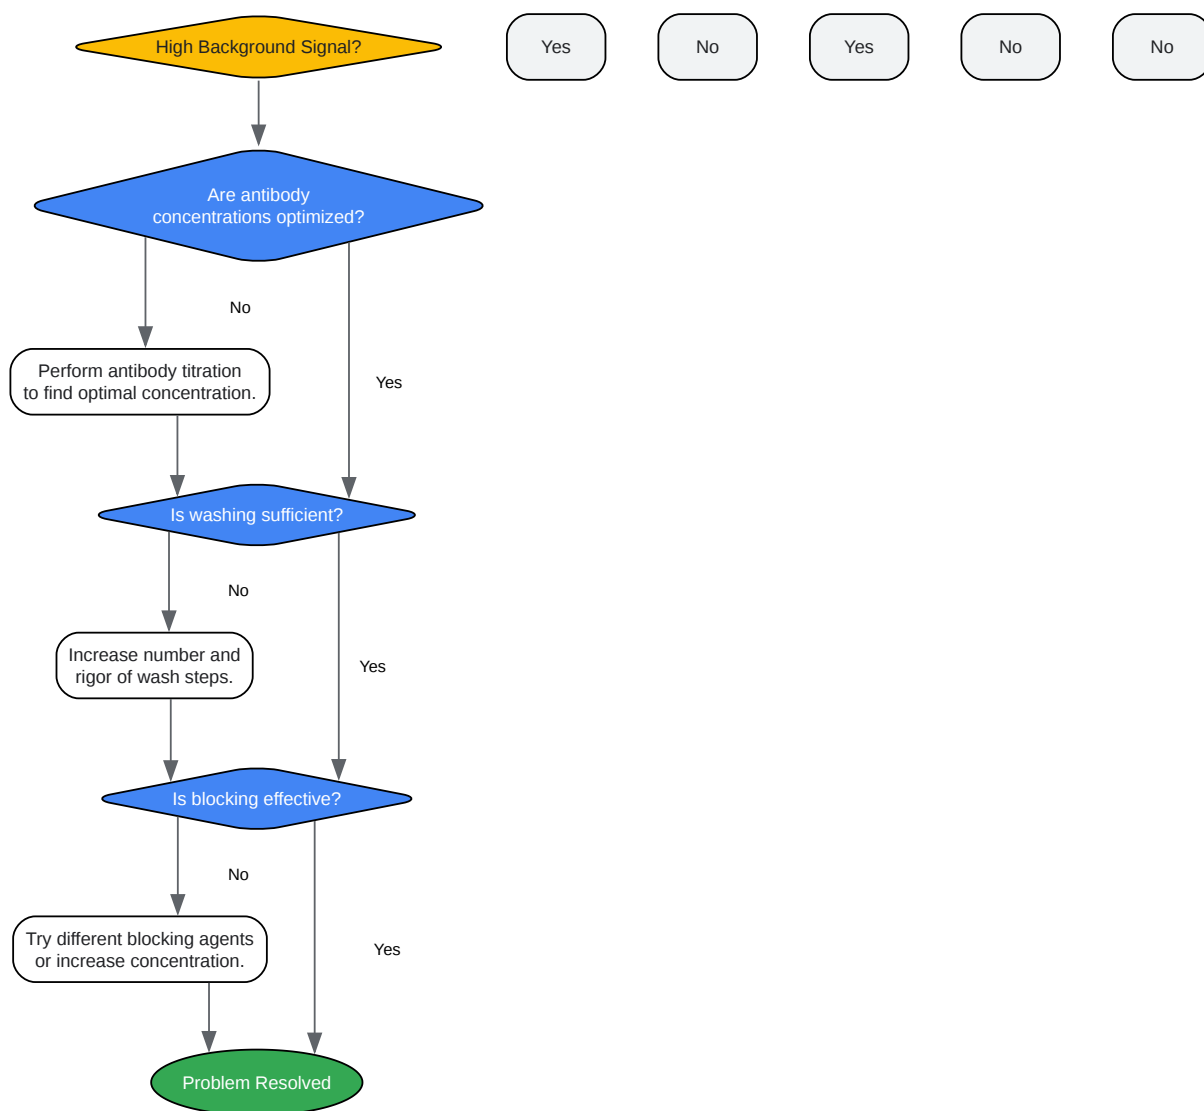 High Background Signal?
Yes
No
Yes
No
No
Are antibody
concentrations optimized?
No
Perform antibody titration
to find optimal concentration.
Yes
Is washing sufficient?
No
Increase number and
rigor of wash steps.
Yes
Is blocking effective?
No
Try different blocking agents
or increase concentration.
Yes
Problem Resolved